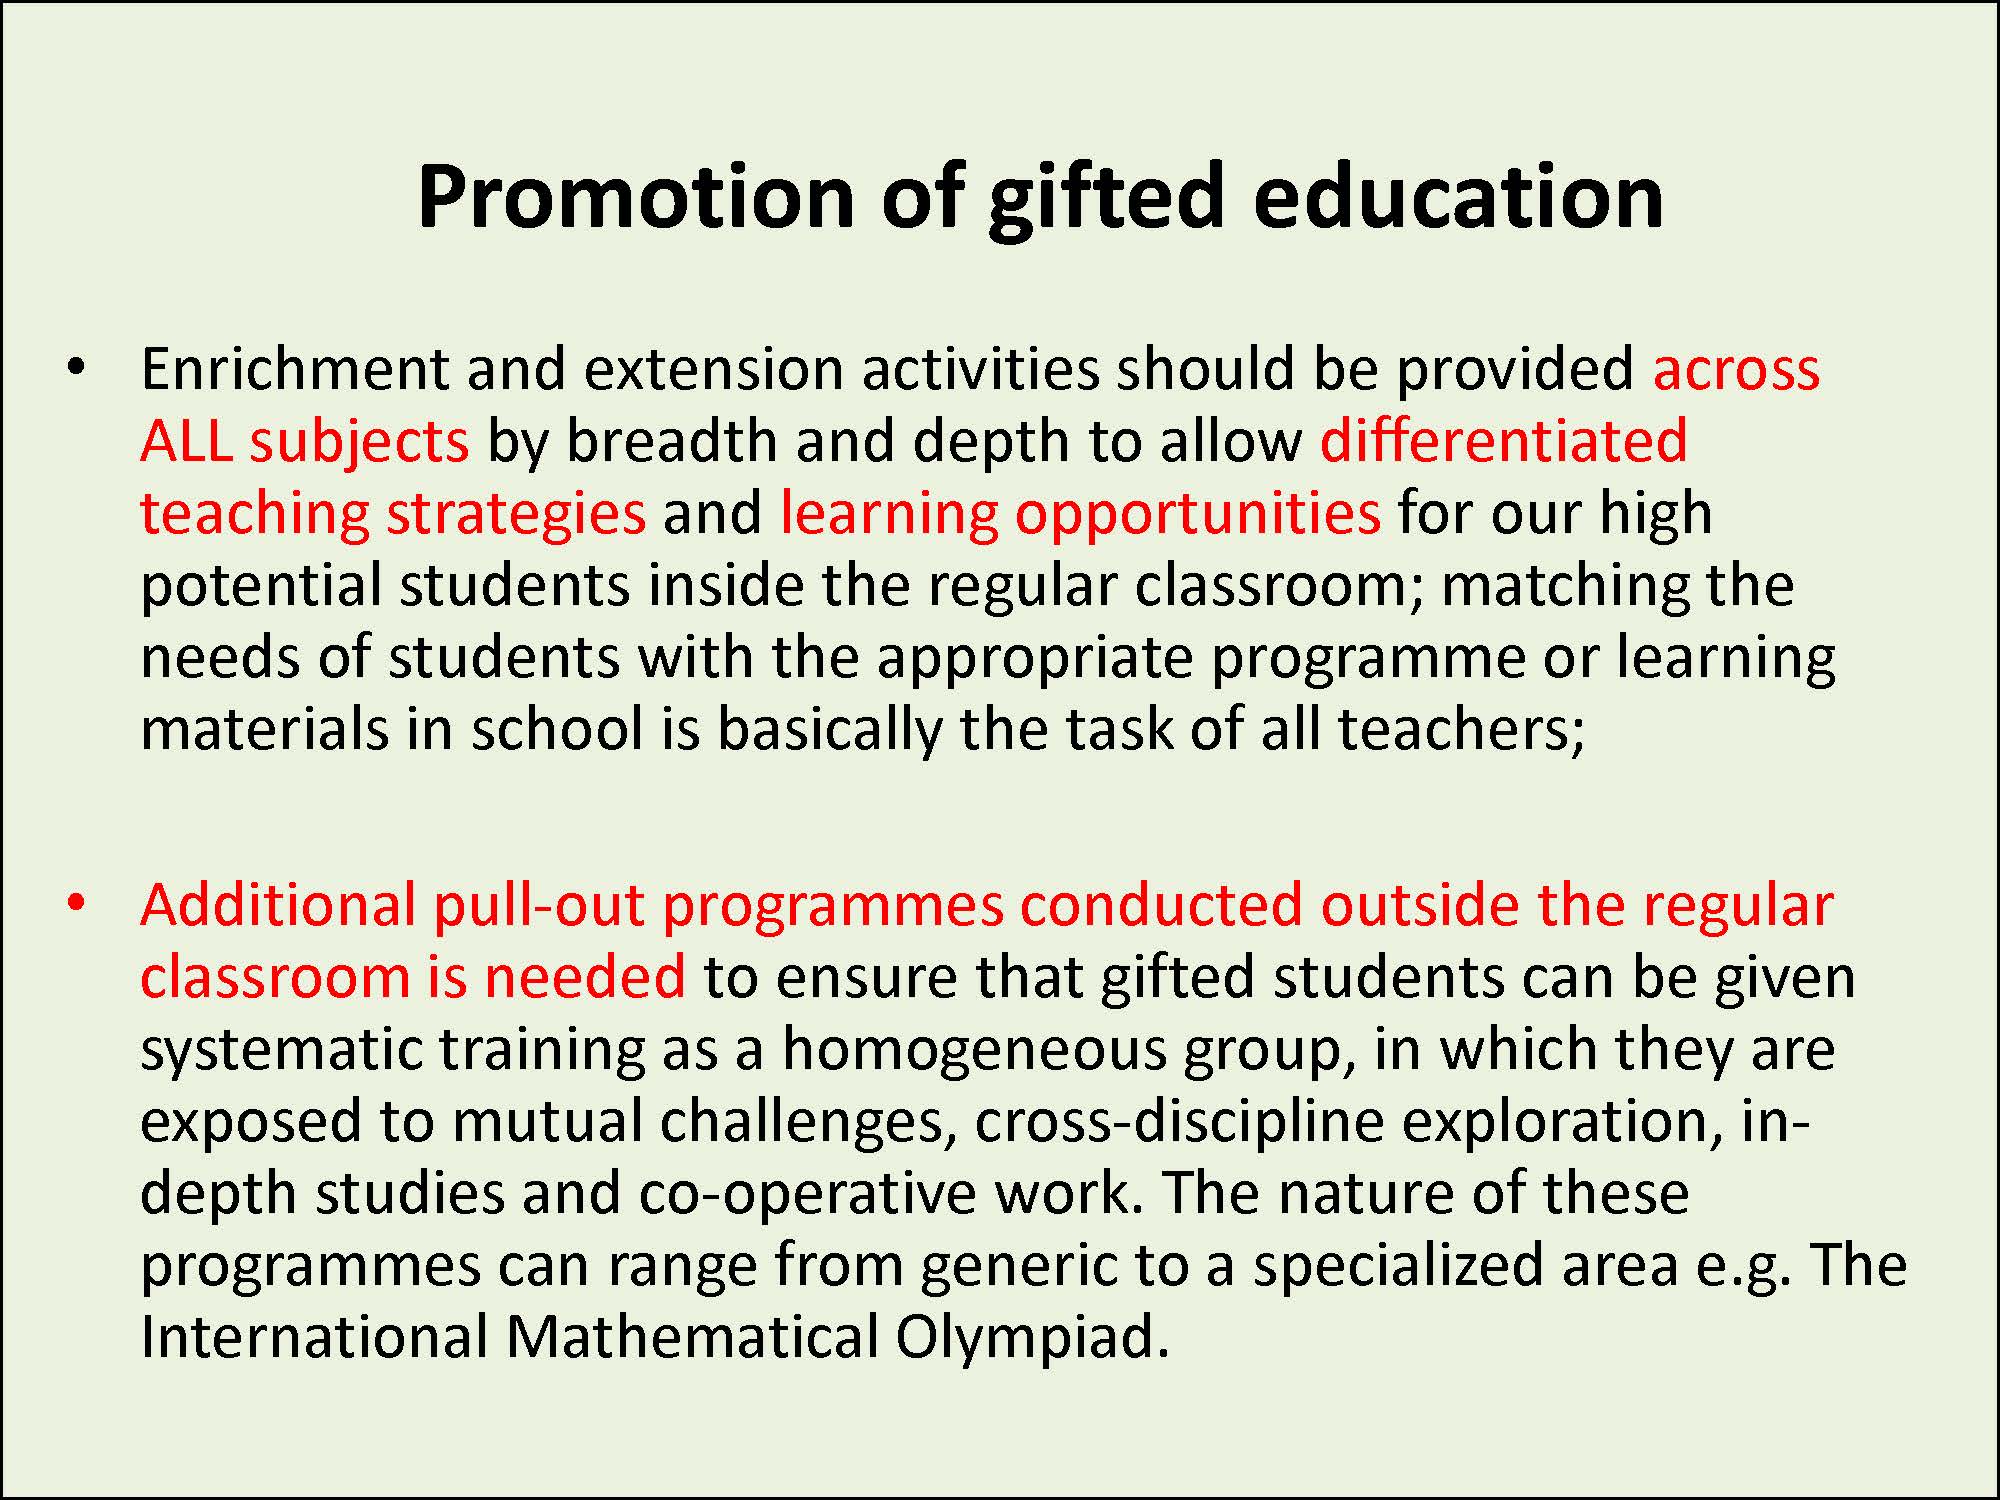 Promotion of gifted education
• Enrichment and extension activities should be provided across
ALL subjects by breadth and depth to allow differentiated
teaching strategies and learning opportunities for our high
potential students inside the regular classroom; matching the
needs of students with the appropriate programme or learning
materials in school is basically the task of all teachers;
• Additional pull-out programmes conducted outside the regular
classroom is needed to ensure that gifted students can be given
systematic training as a homogeneous group, in which they are
exposed to mutual challenges, cross-discipline exploration, in-
depth studies and co-operative work. The nature of these
programmes can range from generic to a specialized area e.g. The
International Mathematical Olympiad.